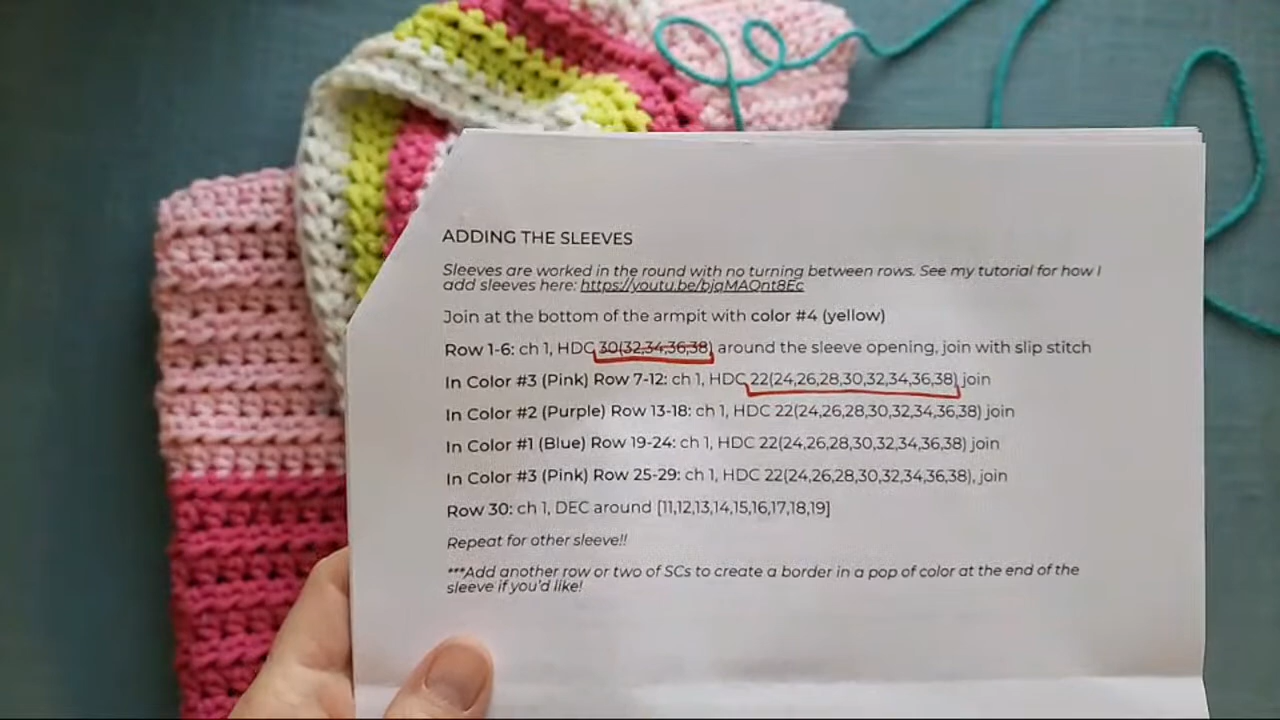 ADDING THE SLEEVES
Sleeves are worked in the round with no turning between rows. See my tutorial for how I
add sleeves here: https://youtu.be/bjqMAQnt8Ec
Join at the bottom of the armpit with color #4 (yellow)
Row 1-6: ch 1, HDC 30(32,34,36,38) around the sleeve opening, join with slip stitch
In Color #3 (Pink) Row 7-12: ch 1, HDC 22(24,26,28,30,32,34,36,38) join
In Color #2 (Purple) Row 13-18: ch 1, HDC 22(24,26,28,30,32,34,36,38) join
In Color #1 (Blue) Row 19-24: ch 1, HDC 22(24,26,28,30,32,34,36,38) join
In Color #3 (Pink) Row 25-29: ch 1, HDC 22(24,26,28,30,32,34,36,38), join
Row 30: ch 1, DEC around [11,12,13,14,15,16,17,18,19]
Repeat for other sleeve!!
***Add another row or two of SCs to create a border in a pop of color at the end of the
sleeve if you'd like!